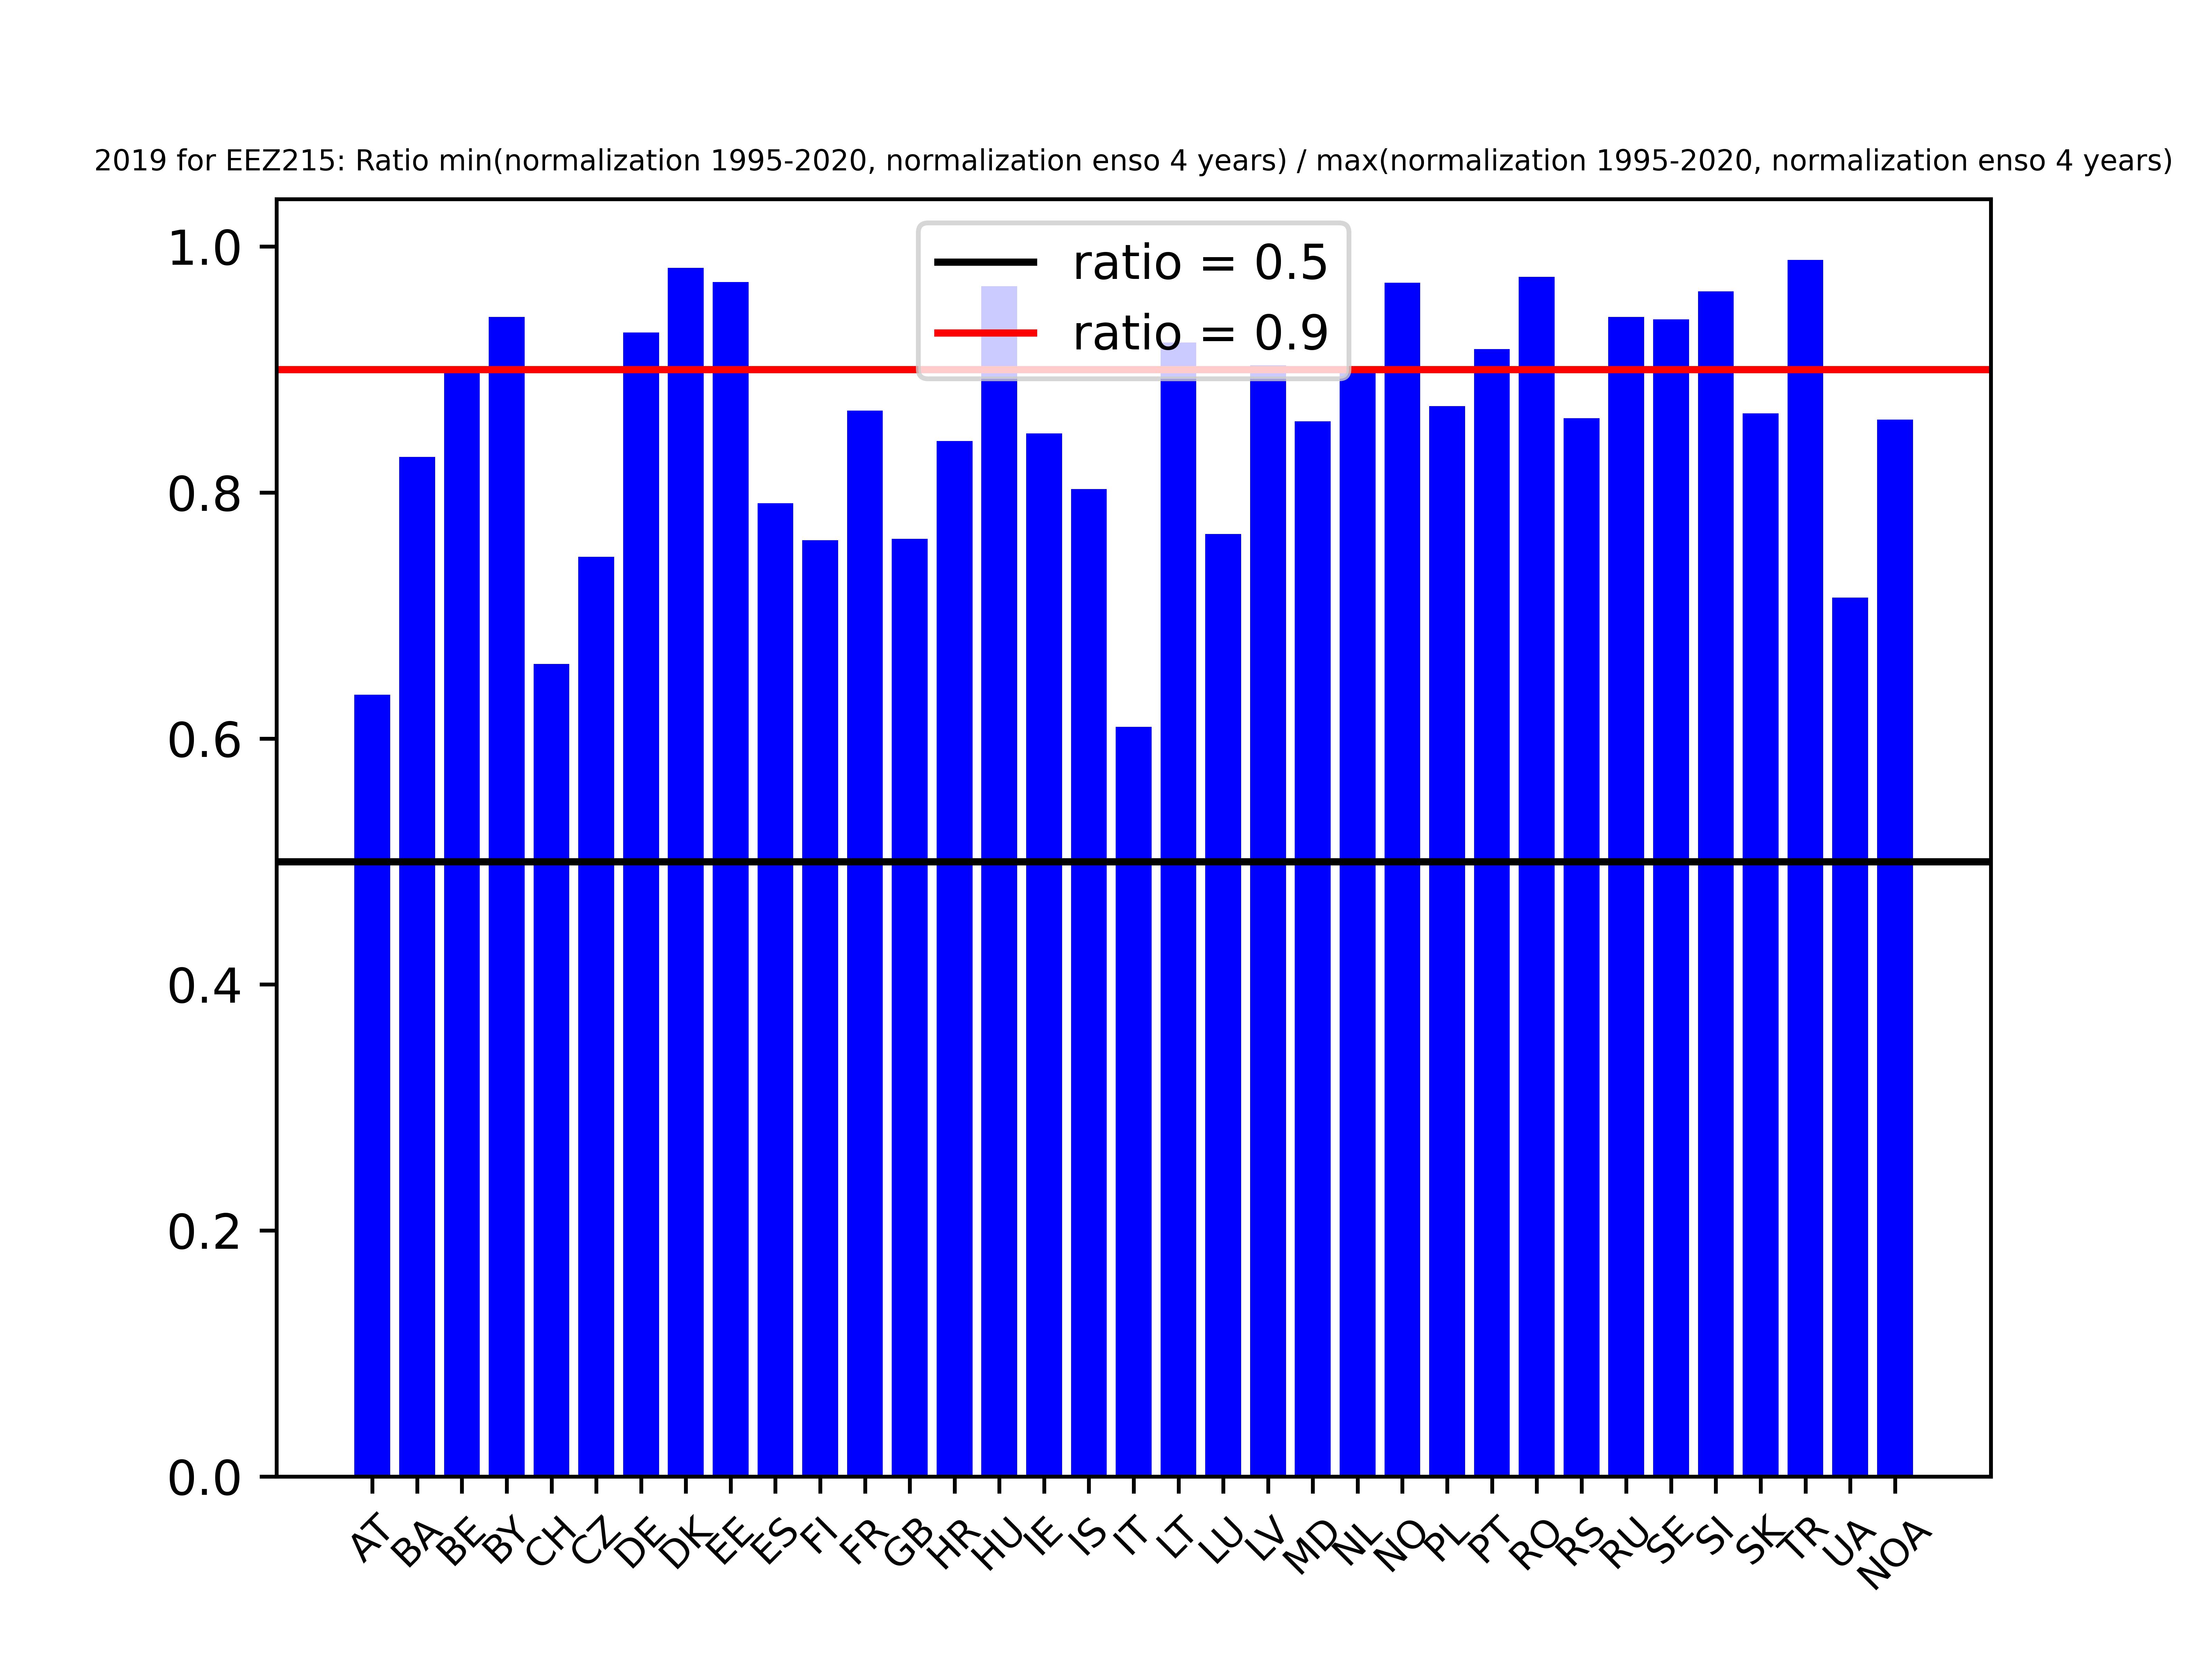 2019 for EEZ215: Ratio min(normalization 1995-2020, normalization enso 4 years) / max(normalization 1995-2020, normalization enso 4 years)
ratio = 0.5
ratio = 0.9
1.0
0.8
0.6
0.4
0.2
0.0
AT BA BE BY CH CZ DE DK EE ES FI FR GB HR HU IE IS IT LT LU LV MD NL NO PL PT RO RS RU SE SI SK TR UA NOA